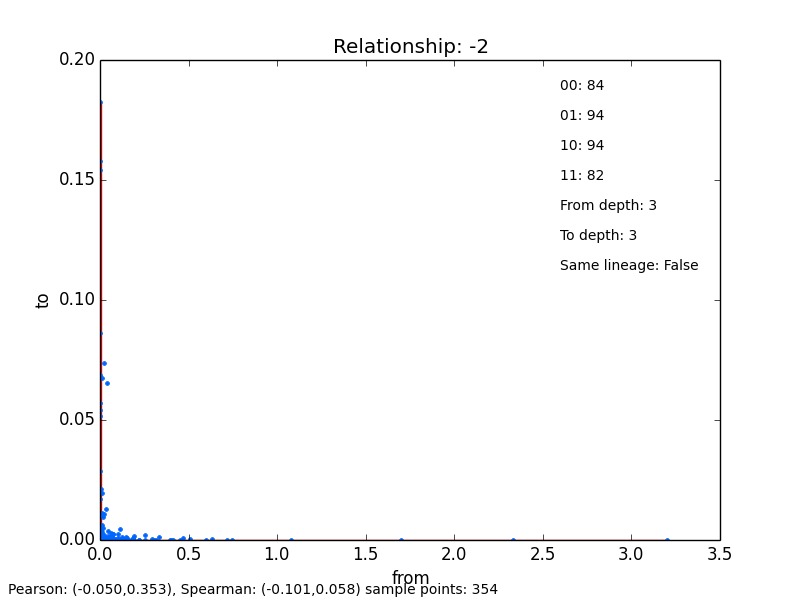 Relationship: -2
0.20
0.15
0.10
0.05
0.00
to
00: 84
01: 94
10: 94
11: 82
From depth: 3
To depth: 3
Same lineage: False
0.0 0.5 1.0 1.5 2.0 2.5 3.0 3.5
from
Pearson: (-0.050,0.353), Spearman: (-0.101,0.058) sample points: 354